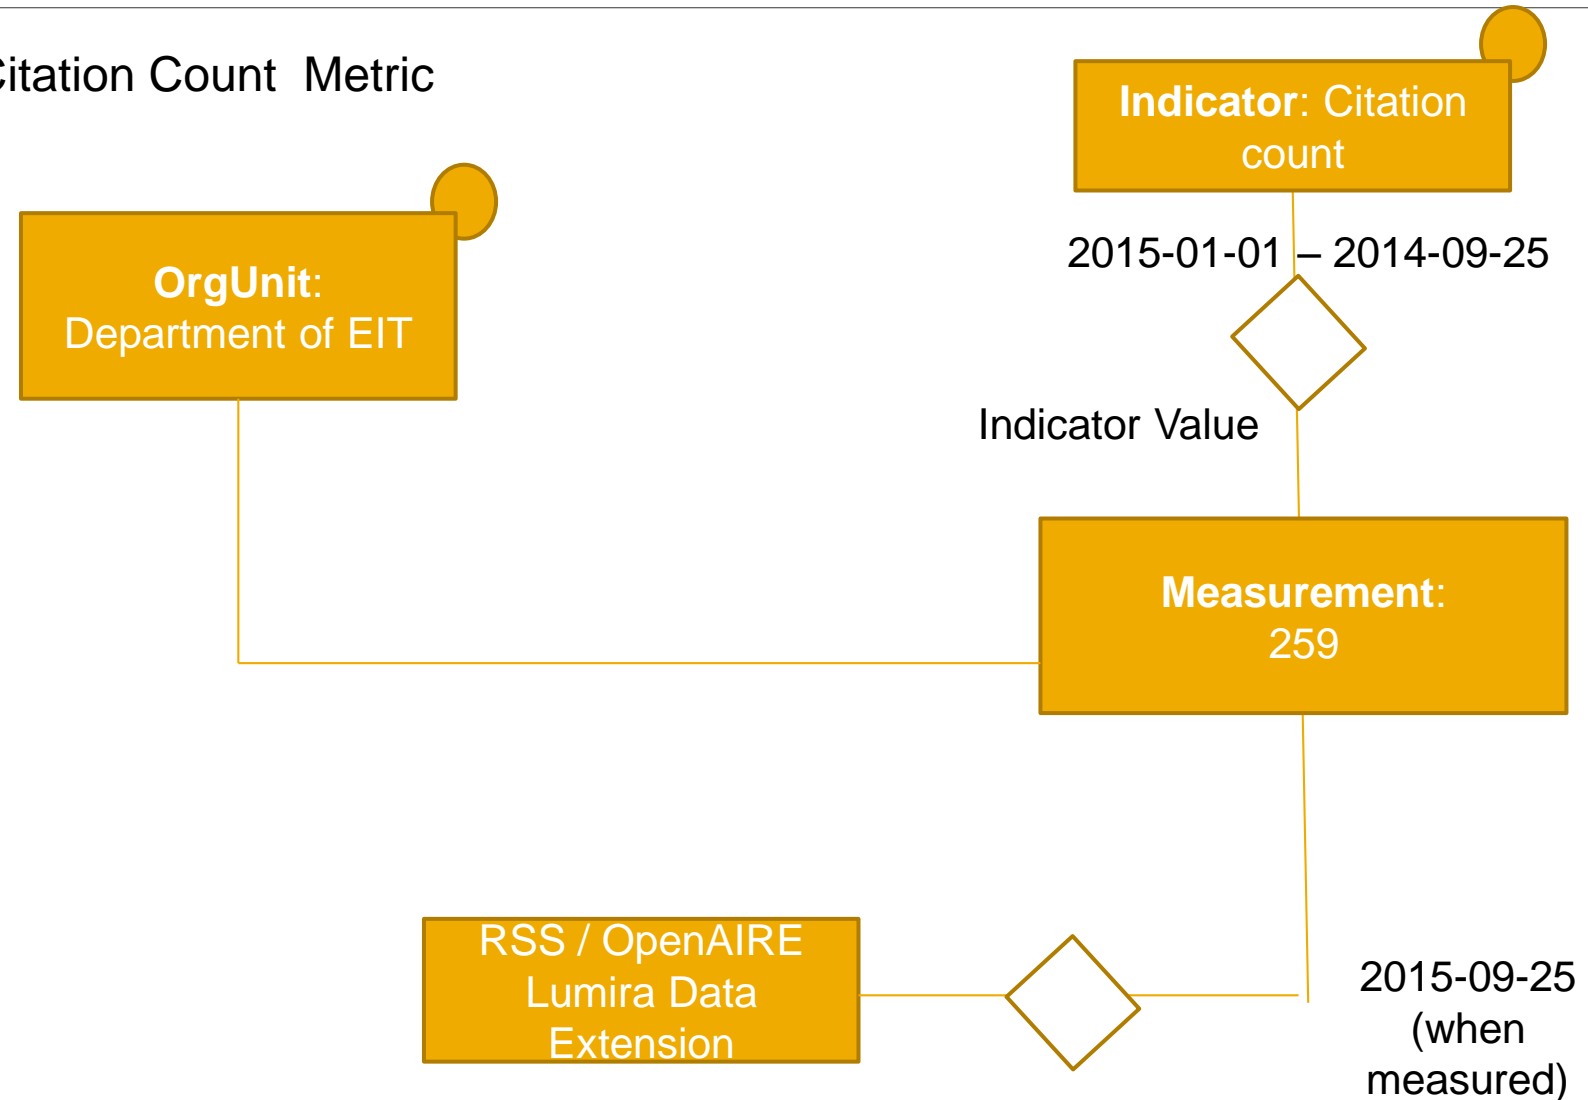 Citation Count Metric
Indicator: Citation
count
OrgUnit:
Department of EIT
2015-01-01 – 2014-09-25
Indicator Value
Measurement:
259
RSS / OpenAIRE
Lumira Data
Extension
2015-09-25
(when
measured)